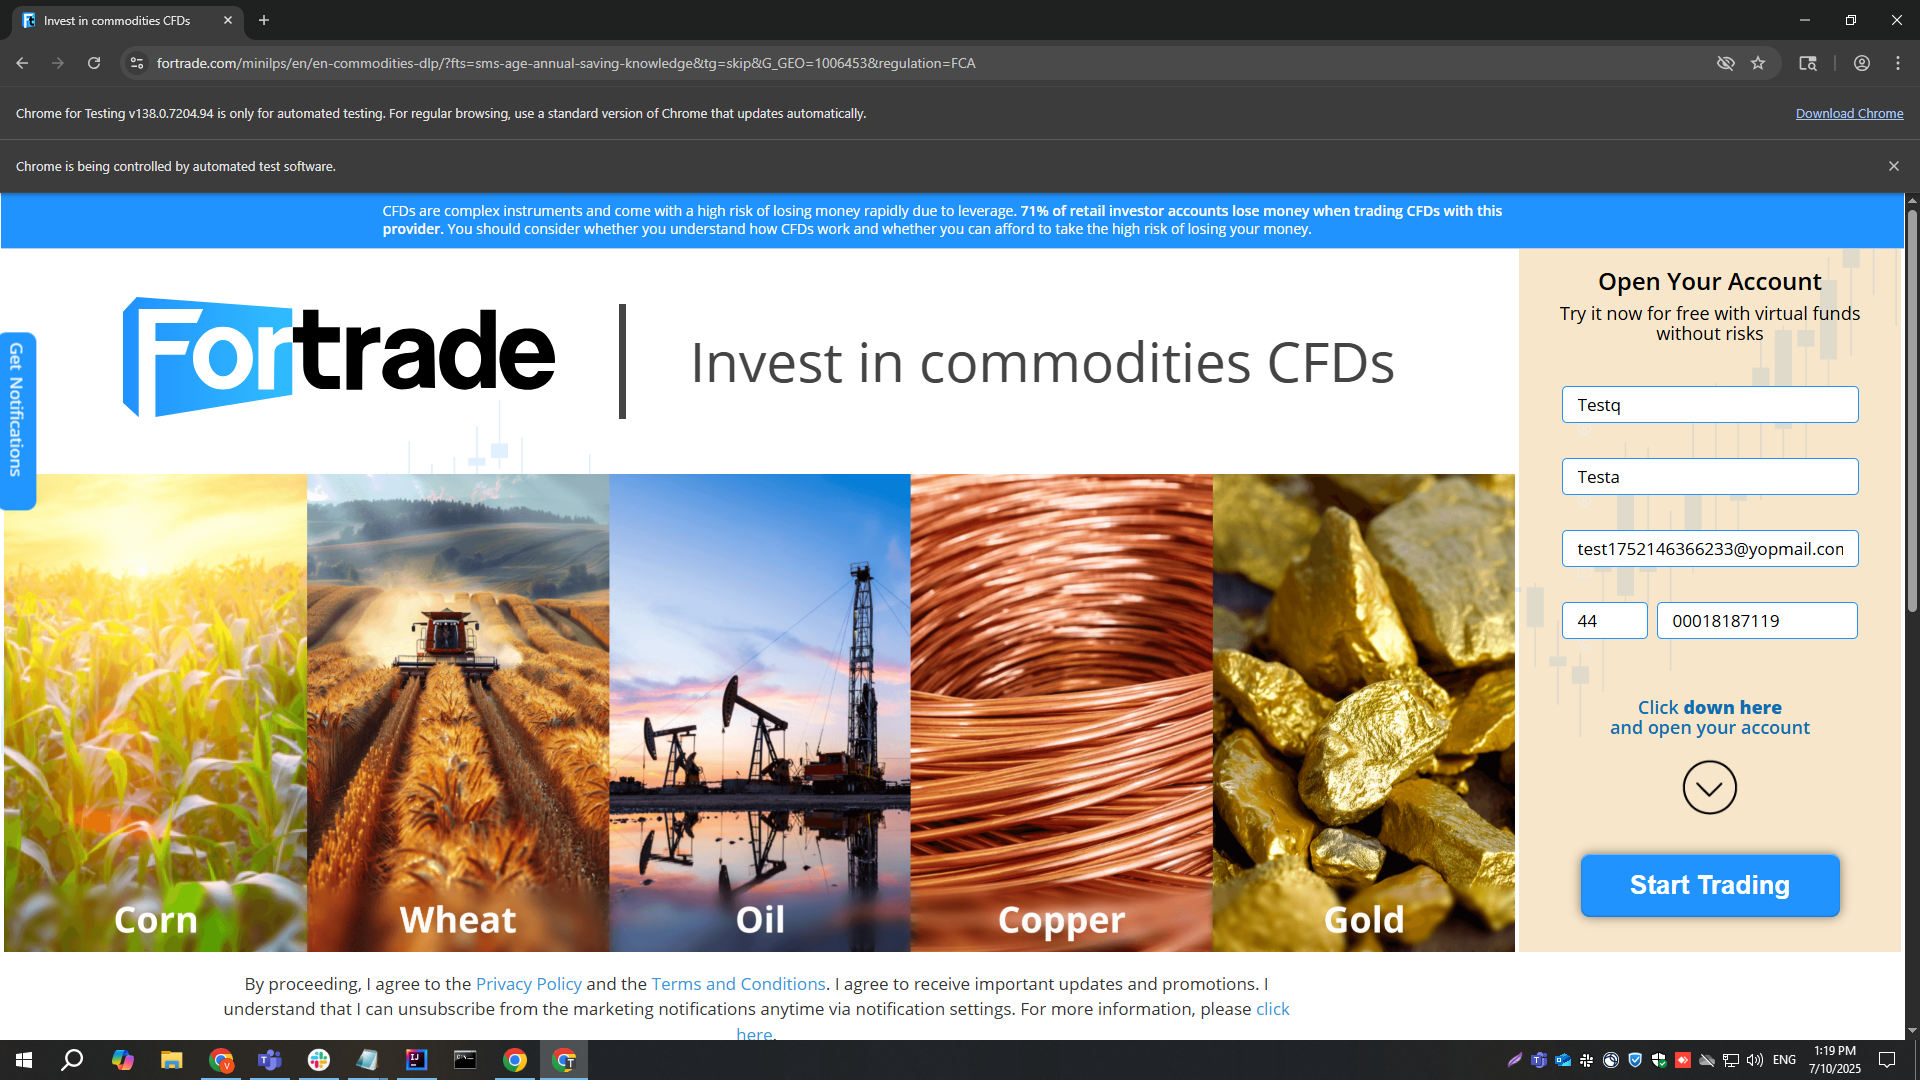 Invest in commodities CFDs
fortrade.com/minilps/en/en-commodities-dlp/?fts=sms-age-annual-saving-knowledge&tg=skip&G_GEO=1006453&regulation=FCA
Chrome for Testing v138.0.7204.94 is only for automated testing. For regular browsing, use a standard version of Chrome that updates automatically.
Download Chrome
Chrome is being controlled by automated test software.
CFDs are complex instruments and come with a high risk of losing money rapidly due to leverage. 71% of retail investor accounts lose money when trading CFDs with this
provider. You should consider whether you understand how CFDs work and whether you can afford to take the high risk of losing your money.
Get Notifications
Fortrade
Invest in commodities CFDs
Open Your Account
Try it now for free with virtual funds
without risks
Testq
Testa
test1752146366233@yopmail.com
44
00018187119
Click down here
and open your account
Start Trading
Corn
Wheat
Oil
Copper
Gold
By proceeding, I agree to the Privacy Policy and the Terms and Conditions. I agree to receive important updates and promotions. I
understand that I can unsubscribe from the marketing notifications anytime via notification settings. For more information, please click
here.
ENG
1:19 PM
7/10/2025